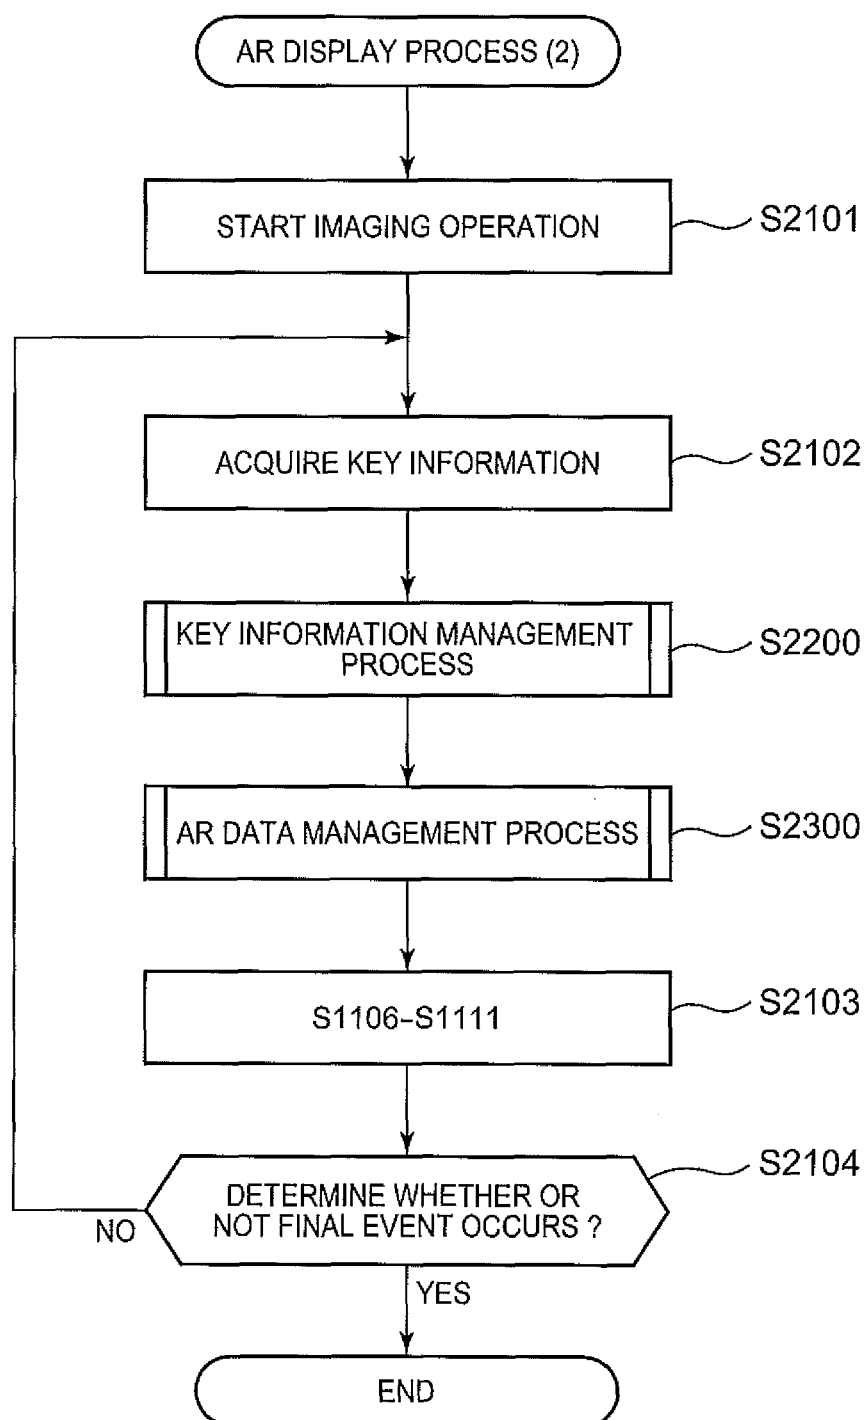 AR DISPLAY PROCESS (2)
START IMAGING OPERATION
S2101
ACQUIRE KEY INFORMATION
S2102
KEY INFORMATION MANAGEMENT
PROCESS
S2200
AR DATA MANAGEMENT PROCESS
S2300
S1106–S1111
S2103
DETERMINE WHETHER OR
NOT FINAL EVENT OCCURS ?
S2104
NO
YES
END